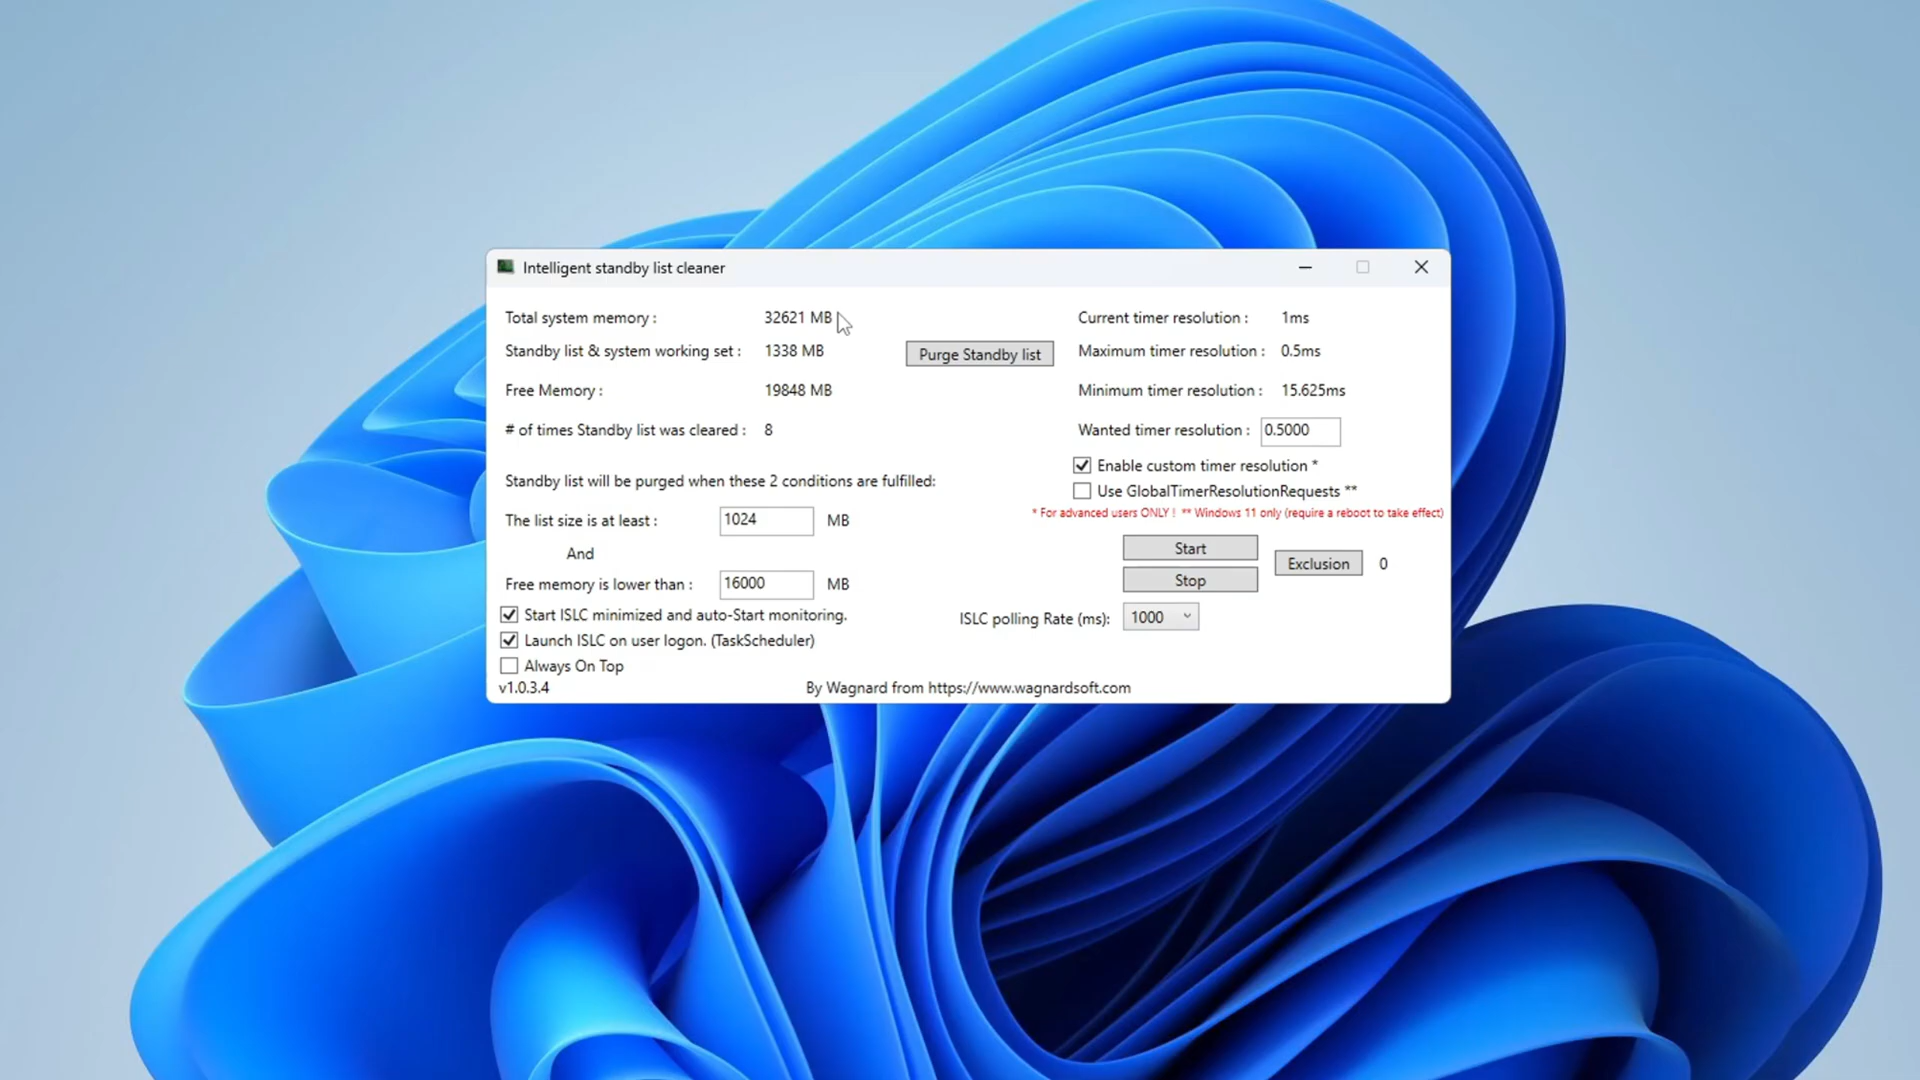 Intelligent standby list cleaner
Total system memory : 32621 MB
Standby list & system working set : 1338 MB
Purge Standby list
Free Memory : 19848 MB
# of times Standby list was cleared : 8
Standby list will be purged when these 2 conditions are fulfilled:
The list size is at least : 1024 MB
And
Free memory is lower than : 16000 MB
Start ISLC minimized and auto-Start monitoring.
Launch ISLC on user logon. (TaskScheduler)
Always On Top
v1.0.3.4
Current timer resolution : 1ms
Maximum timer resolution : 0.5ms
Minimum timer resolution : 15.625ms
Wanted timer resolution : 0.5000
Enable custom timer resolution *
Use GlobalTimerResolutionRequests **
* For advanced users ONLY ! ** Windows 11 only (require a reboot to take effect)
Start
Stop
Exclusion 0
ISLC polling Rate (ms): 1000
By Wagnard from https://www.wagnardsoft.com